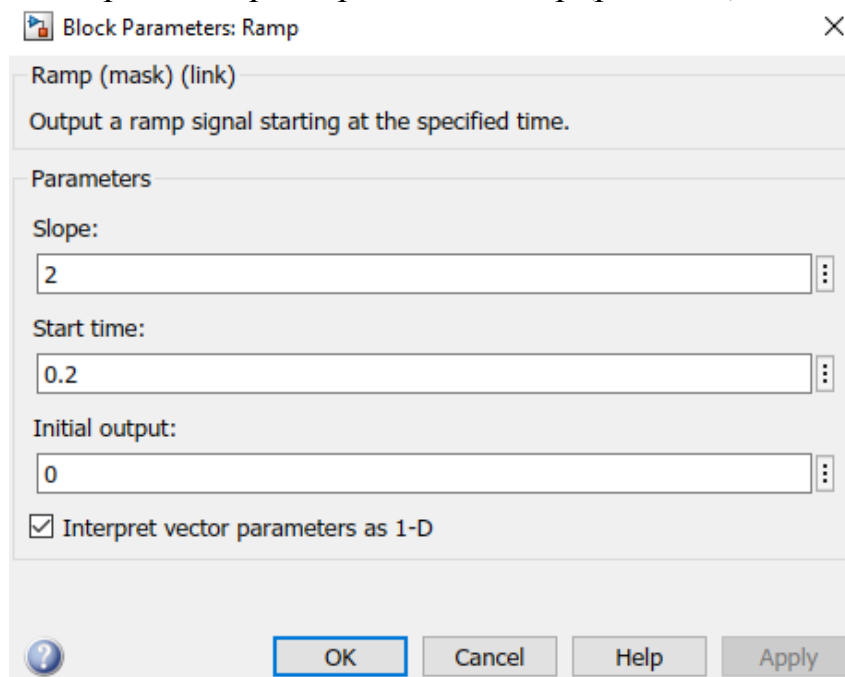 Block Parameters: Ramp
Ramp (mask) (link)
Output a ramp signal starting at the specified time.
Parameters
Slope:
2
Start time:
0.2
Initial output:
0
Interpret vector parameters as 1-D
OK Cancel Help Apply